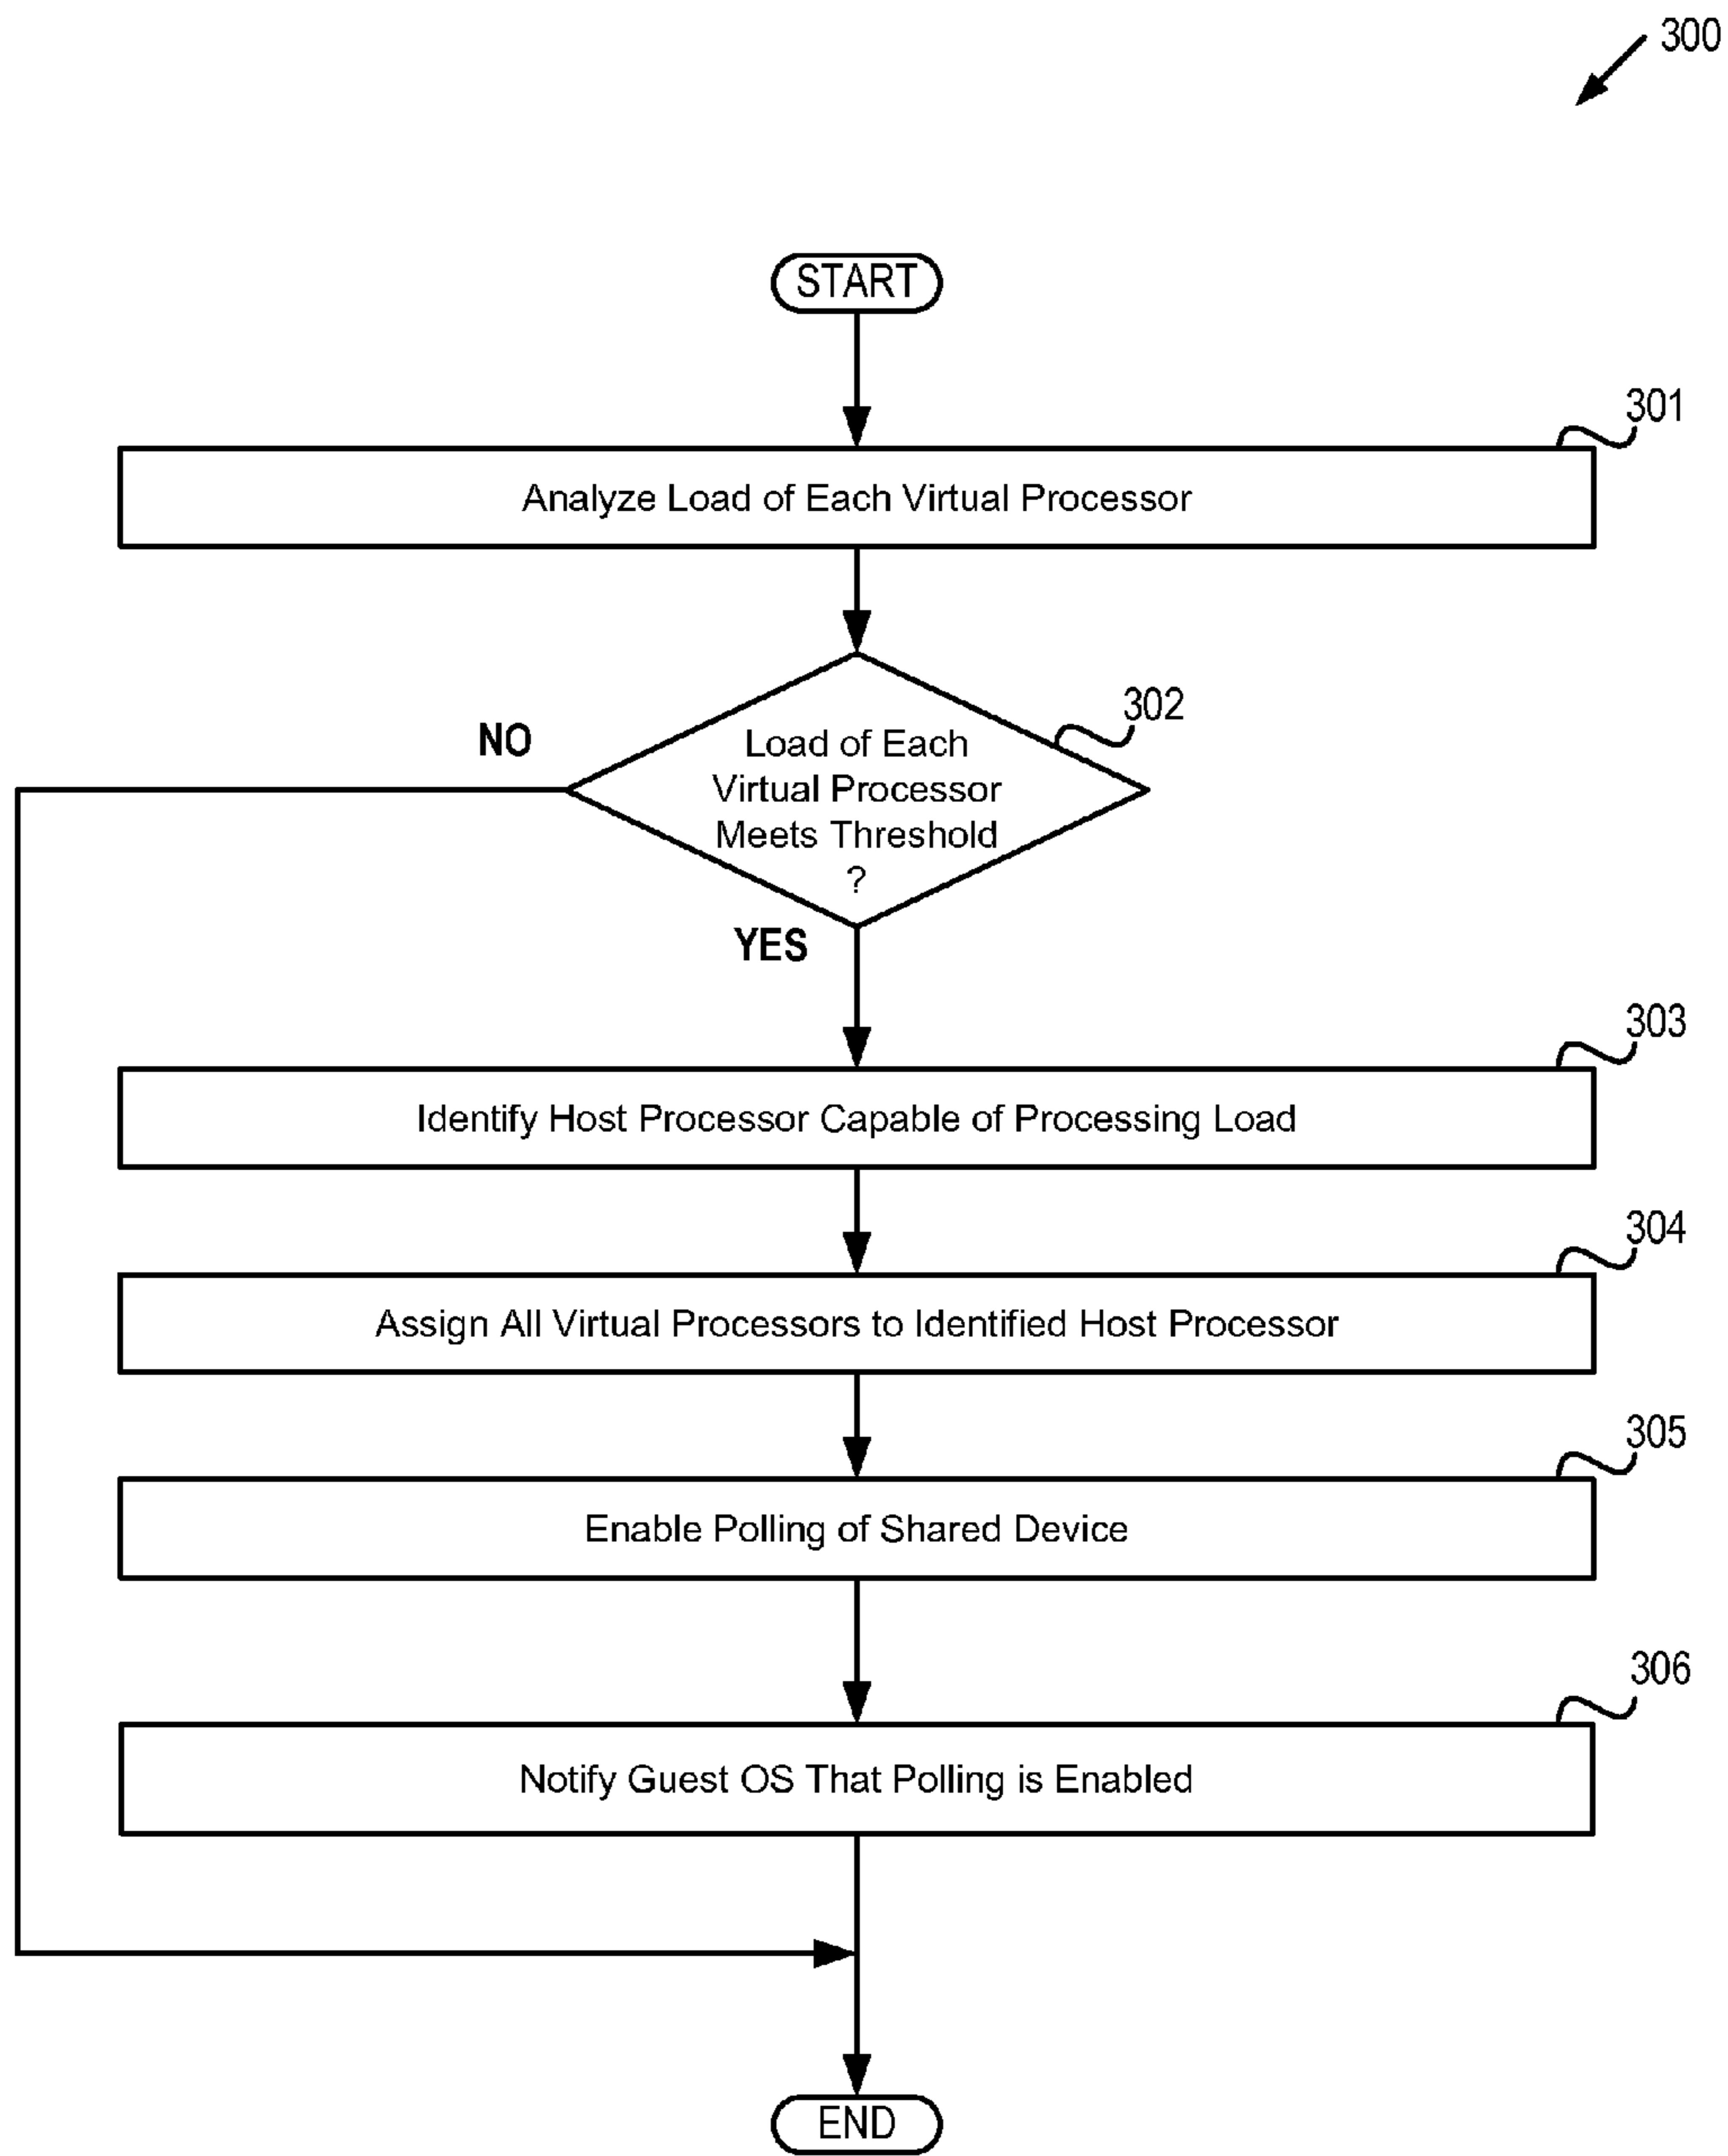 300
START
301
Analyze Load of Each Virtual Processor
302
NO
Load of Each
Virtual Processor
Meets Threshold
?
YES
303
Identify Host Processor Capable of Processing Load
304
Assign All Virtual Processors to Identified Host Processor
305
Enable Polling of Shared Device
306
Notify Guest OS That Polling is Enabled
END